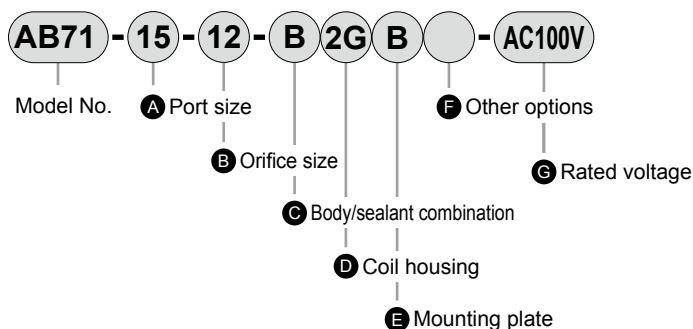 AB71 - 15 - 12 - B 2G B - AC100V
Model No.
A Port size
F Other options
B Orifice size
G Rated voltage
C Body/sealant combination
D Coil housing
E Mounting plate